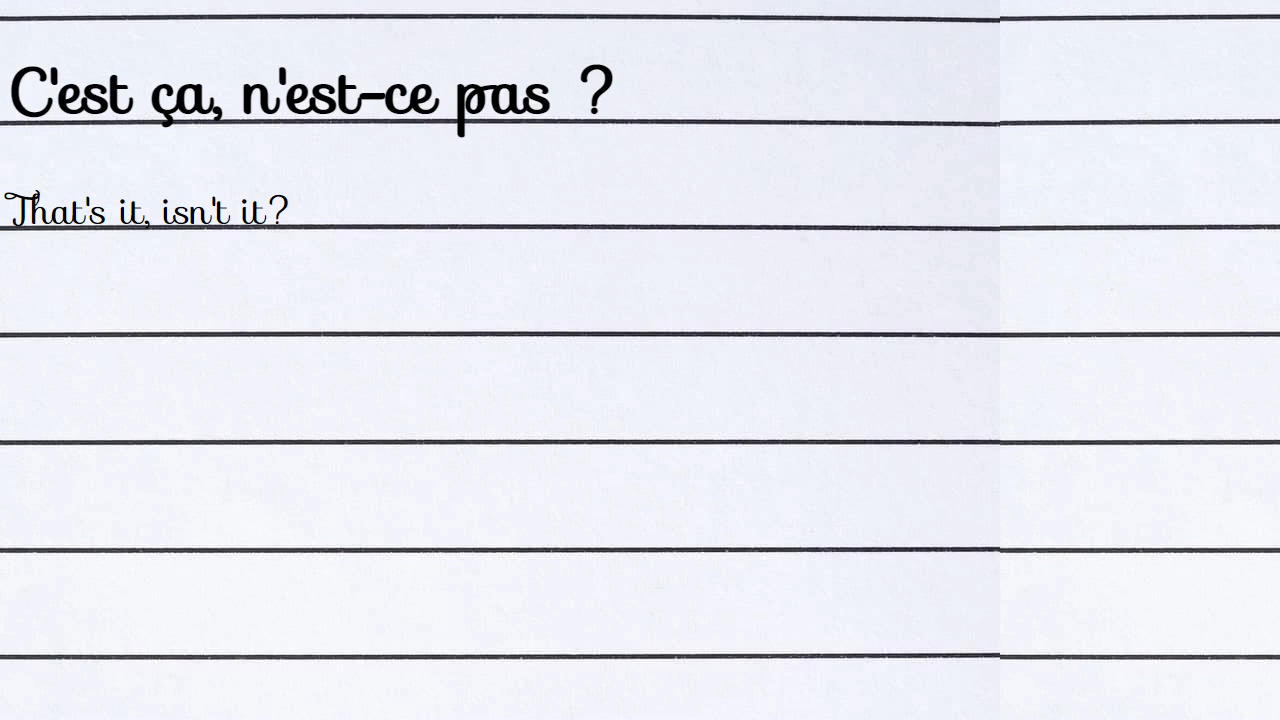 C'est ça, n'est-ce pas ?
That's it, isn't it?